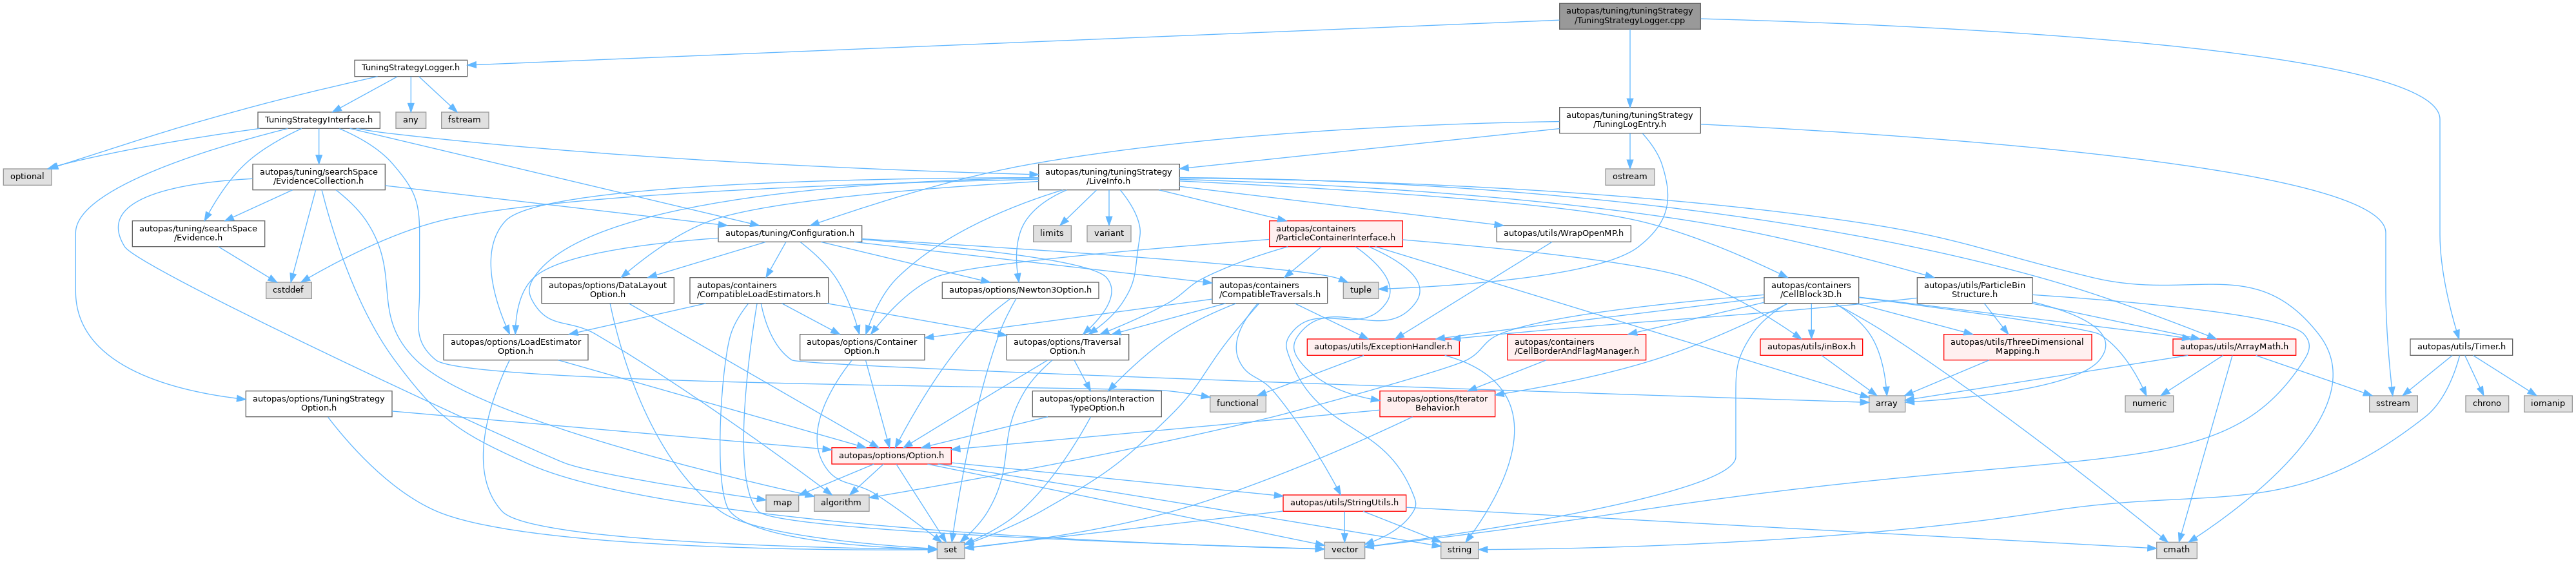 autopas/tuning/tuningStrategy
/TuningStrategyLogger.cpp
TuningStrategyLogger.h
TuningStrategyInterface.h
any
fstream
autopas/tuning/tuningStrategy
/TuningLogEntry.h
optional
autopas/tuning/searchSpace
/EvidenceCollection.h
autopas/tuning/tuningStrategy
/LiveInfo.h
ostream
autopas/tuning/searchSpace
/Evidence.h
autopas/tuning/Configuration.h
limits
variant
autopas/containers
/ParticleContainerInterface.h
autopas/utils/WrapOpenMP.h
cstddef
autopas/options/DataLayout
Option.h
autopas/containers
/CompatibleLoadEstimators.h
autopas/options/Newton3Option.h
autopas/containers
/CompatibleTraversals.h
tuple
autopas/containers
/CellBlock3D.h
autopas/utils/ParticleBin
Structure.h
autopas/options/LoadEstimator
Option.h
autopas/options/Container
Option.h
autopas/options/Traversal
Option.h
autopas/utils/ExceptionHandler.h
autopas/containers
/CellBorderAndFlagManager.h
autopas/utils/inBox.h
autopas/utils/ThreeDimensional
Mapping.h
autopas/utils/ArrayMath.h
autopas/utils/Timer.h
autopas/options/TuningStrategy
Option.h
autopas/options/Interaction
TypeOption.h
functional
autopas/options/Iterator
Behavior.h
array
numeric
sstream
chrono
iomanip
autopas/options/Option.h
map
algorithm
autopas/utils/StringUtils.h
set
vector
string
cmath